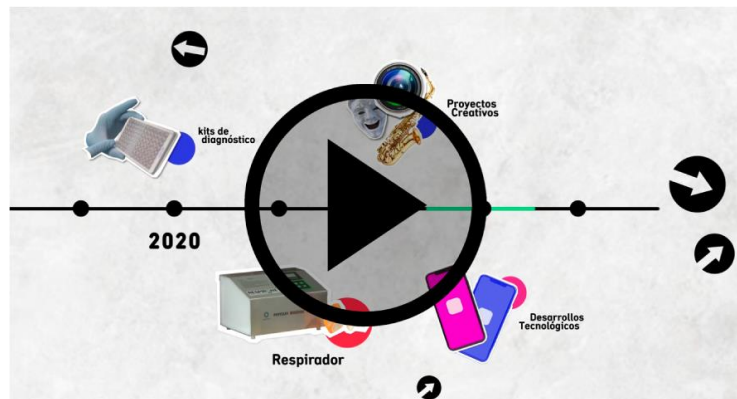 Proyectos
Creativos
kits de
diagnóstico
2020
Desarrollos
Tecnológicos
Respirador